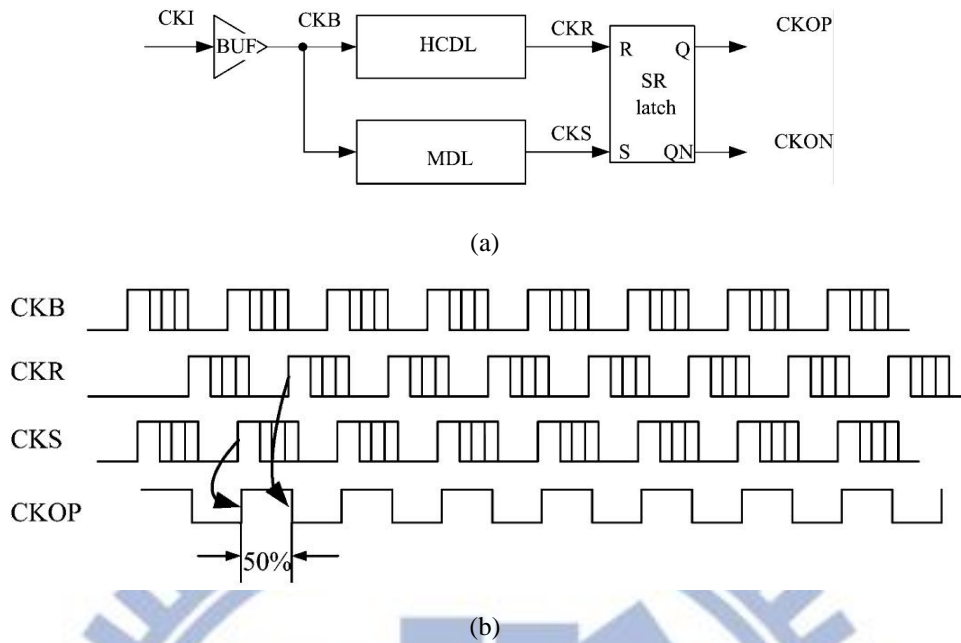 CKI
BUF
CKB
HCDL
CKR
R
Q
CKOP
SR
latch
MDL
CKS
S
QN
CKON
(a)
CKB
CKR
CKS
CKOP
50%
(b)